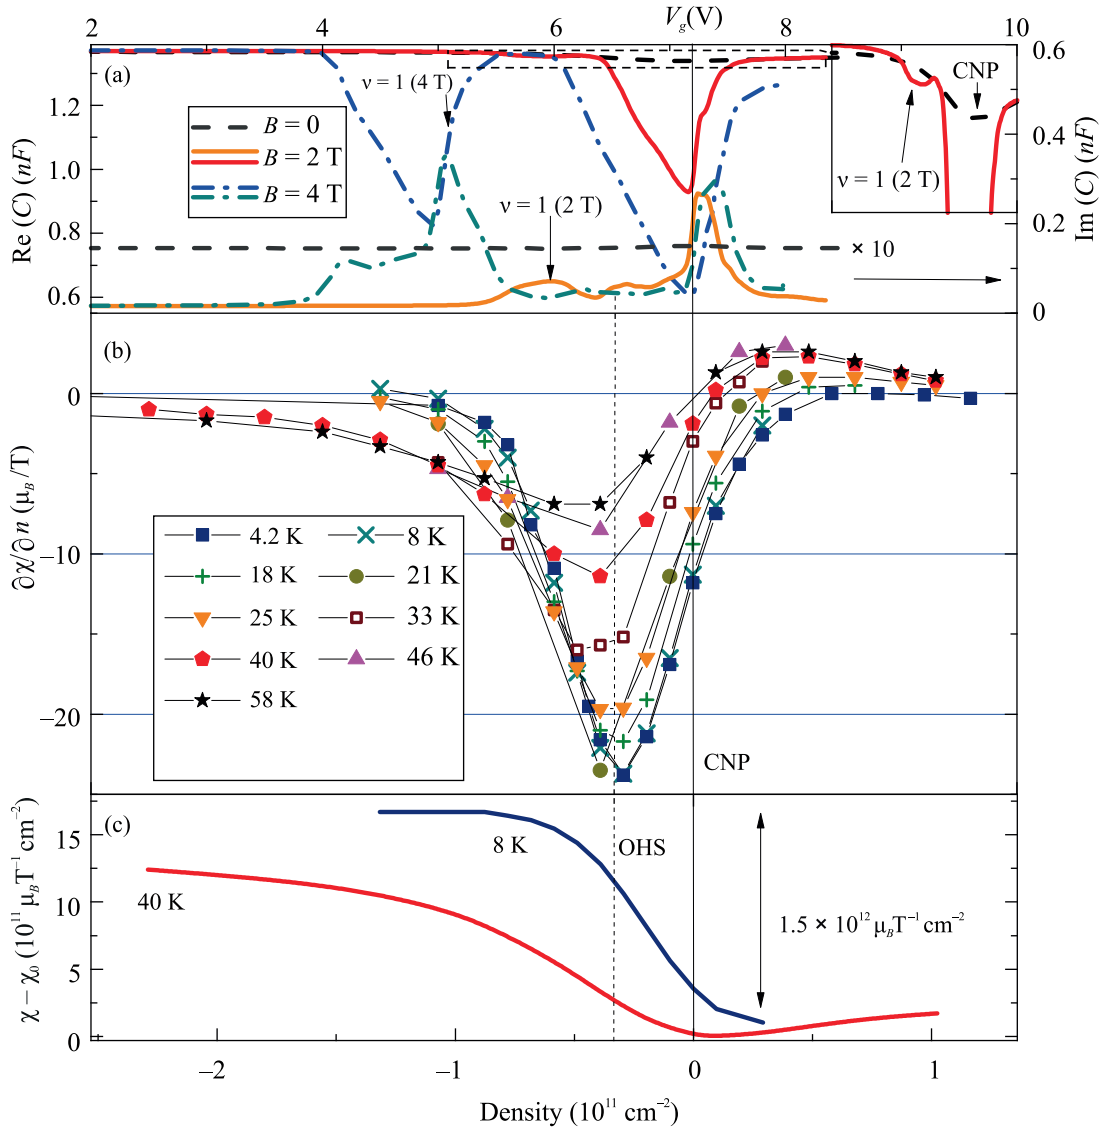 V_g(V)
2 4 6 8 10
(a)
Re (C) (nF)
1.2
1.0
0.8
0.6
B = 0
B = 2 T
B = 4 T
ν = 1 (4 T)
ν = 1 (2 T)
CNP
ν = 1 (2 T)
× 10
0.6
0.4
0.2
0
Im (C) (nF)
(b)
∂χ/∂n (μ_B/T)
0
−10
−20
4.2 K 8 K
18 K 21 K
25 K 33 K
40 K 46 K
58 K
CNP
(c)
χ − χ₀ (10¹¹ μ_B T⁻¹ cm⁻²)
15
10
5
0
8 K
OHS
40 K
1.5 × 10¹² μ_B T⁻¹ cm⁻²
−2 −1 0 1
Density (10¹¹ cm⁻²)